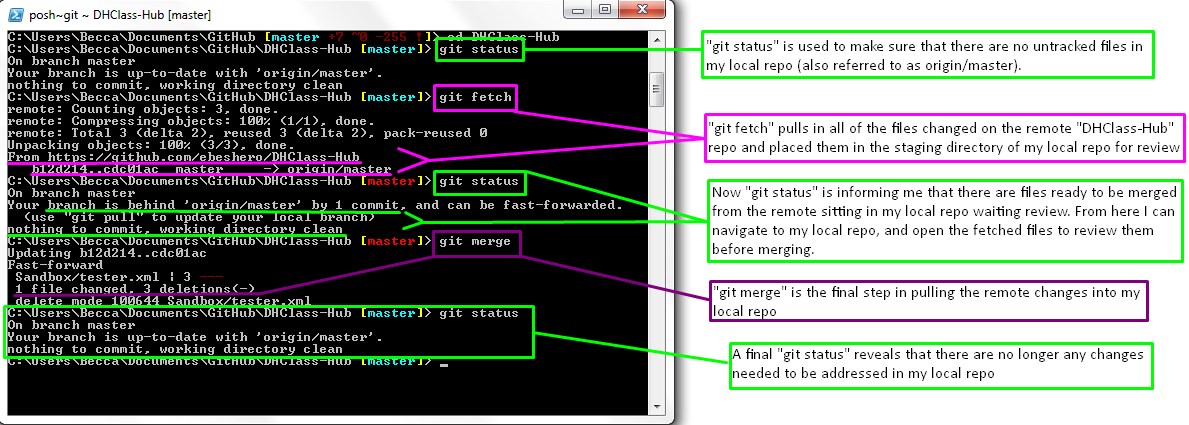 posh~git ~ DHClass-Hub [master]
C:\Users\Becca\Documents\GitHub [master +7 ~0 -255 !]> cd DHClass-Hub
C:\Users\Becca\Documents\GitHub\DHClass-Hub [master]> git status
On branch master
Your branch is up-to-date with 'origin/master'.
nothing to commit, working directory clean
C:\Users\Becca\Documents\GitHub\DHClass-Hub [master]> git fetch
remote: Counting objects: 3, done.
remote: Compressing objects: 100% (1/1), done.
remote: Total 3 (delta 2), reused 3 (delta 2), pack-reused 0
Unpacking objects: 100% (3/3), done.
From https://github.com/ebeshero/DHClass-Hub
b12d214..cdc01ac master -> origin/master
C:\Users\Becca\Documents\GitHub\DHClass-Hub [master]> git status
On branch master
Your branch is behind 'origin/master' by 1 commit, and can be fast-forwarded.
(use "git pull" to update your local branch)
nothing to commit, working directory clean
C:\Users\Becca\Documents\GitHub\DHClass-Hub [master]> git merge
Updating b12d214..cdc01ac
Fast-forward
Sandbox/tester.xml | 3 ---
1 file changed, 3 deletions(-)
delete mode 100644 Sandbox/tester.xml
C:\Users\Becca\Documents\GitHub\DHClass-Hub [master]> git status
On branch master
Your branch is up-to-date with 'origin/master'.
nothing to commit, working directory clean
C:\Users\Becca\Documents\GitHub\DHClass-Hub [master]> _
"git status" is used to make sure that there are no untracked files in
my local repo (also referred to as origin/master).
"git fetch" pulls in all of the files changed on the remote "DHClass-Hub"
repo and placed them in the staging directory of my local repo for review
Now "git status" is informing me that there are files ready to be merged
from the remote sitting in my local repo waiting review. From here I can
navigate to my local repo, and open the fetched files to review them
before merging.
"git merge" is the final step in pulling the remote changes into my
local repo
A final "git status" reveals that there are no longer any changes
needed to be addressed in my local repo